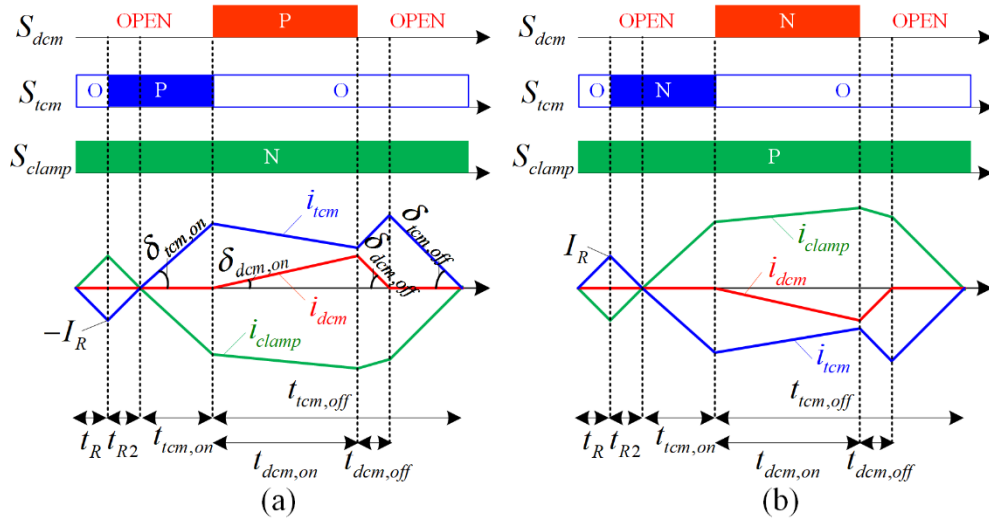 OPEN P OPEN
S_dcm
O P O
S_tcm
N
S_clamp
i_tcm
δ_tcm,on
δ_tcm,off
δ_dcm,on
δ_dcm,off
i_dcm
-I_R
i_clamp
t_tcm,off
t_R t_R2 t_tcm,on
t_dcm,on t_dcm,off
(a)
OPEN N OPEN
S_dcm
O N O
S_tcm
P
S_clamp
I_R
i_clamp
i_dcm
i_tcm
t_tcm,off
t_R t_R2 t_tcm,on
t_dcm,on t_dcm,off
(b)